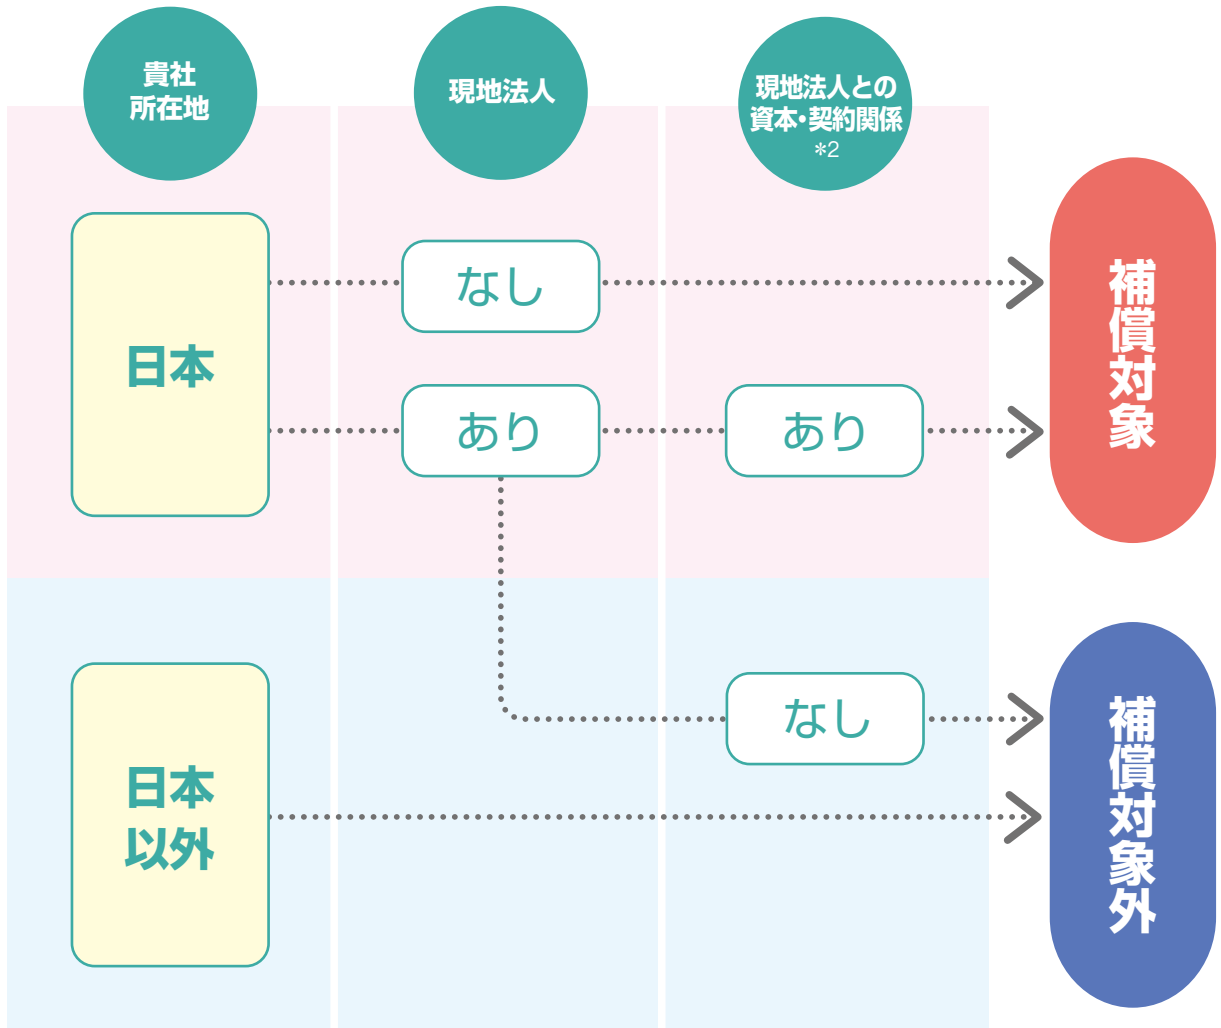 貴社
所在地
現地法人
現地法人との
資本・契約関係
*2
日本
なし
あり
あり
補償対象
日本
以外
なし
補償対象外